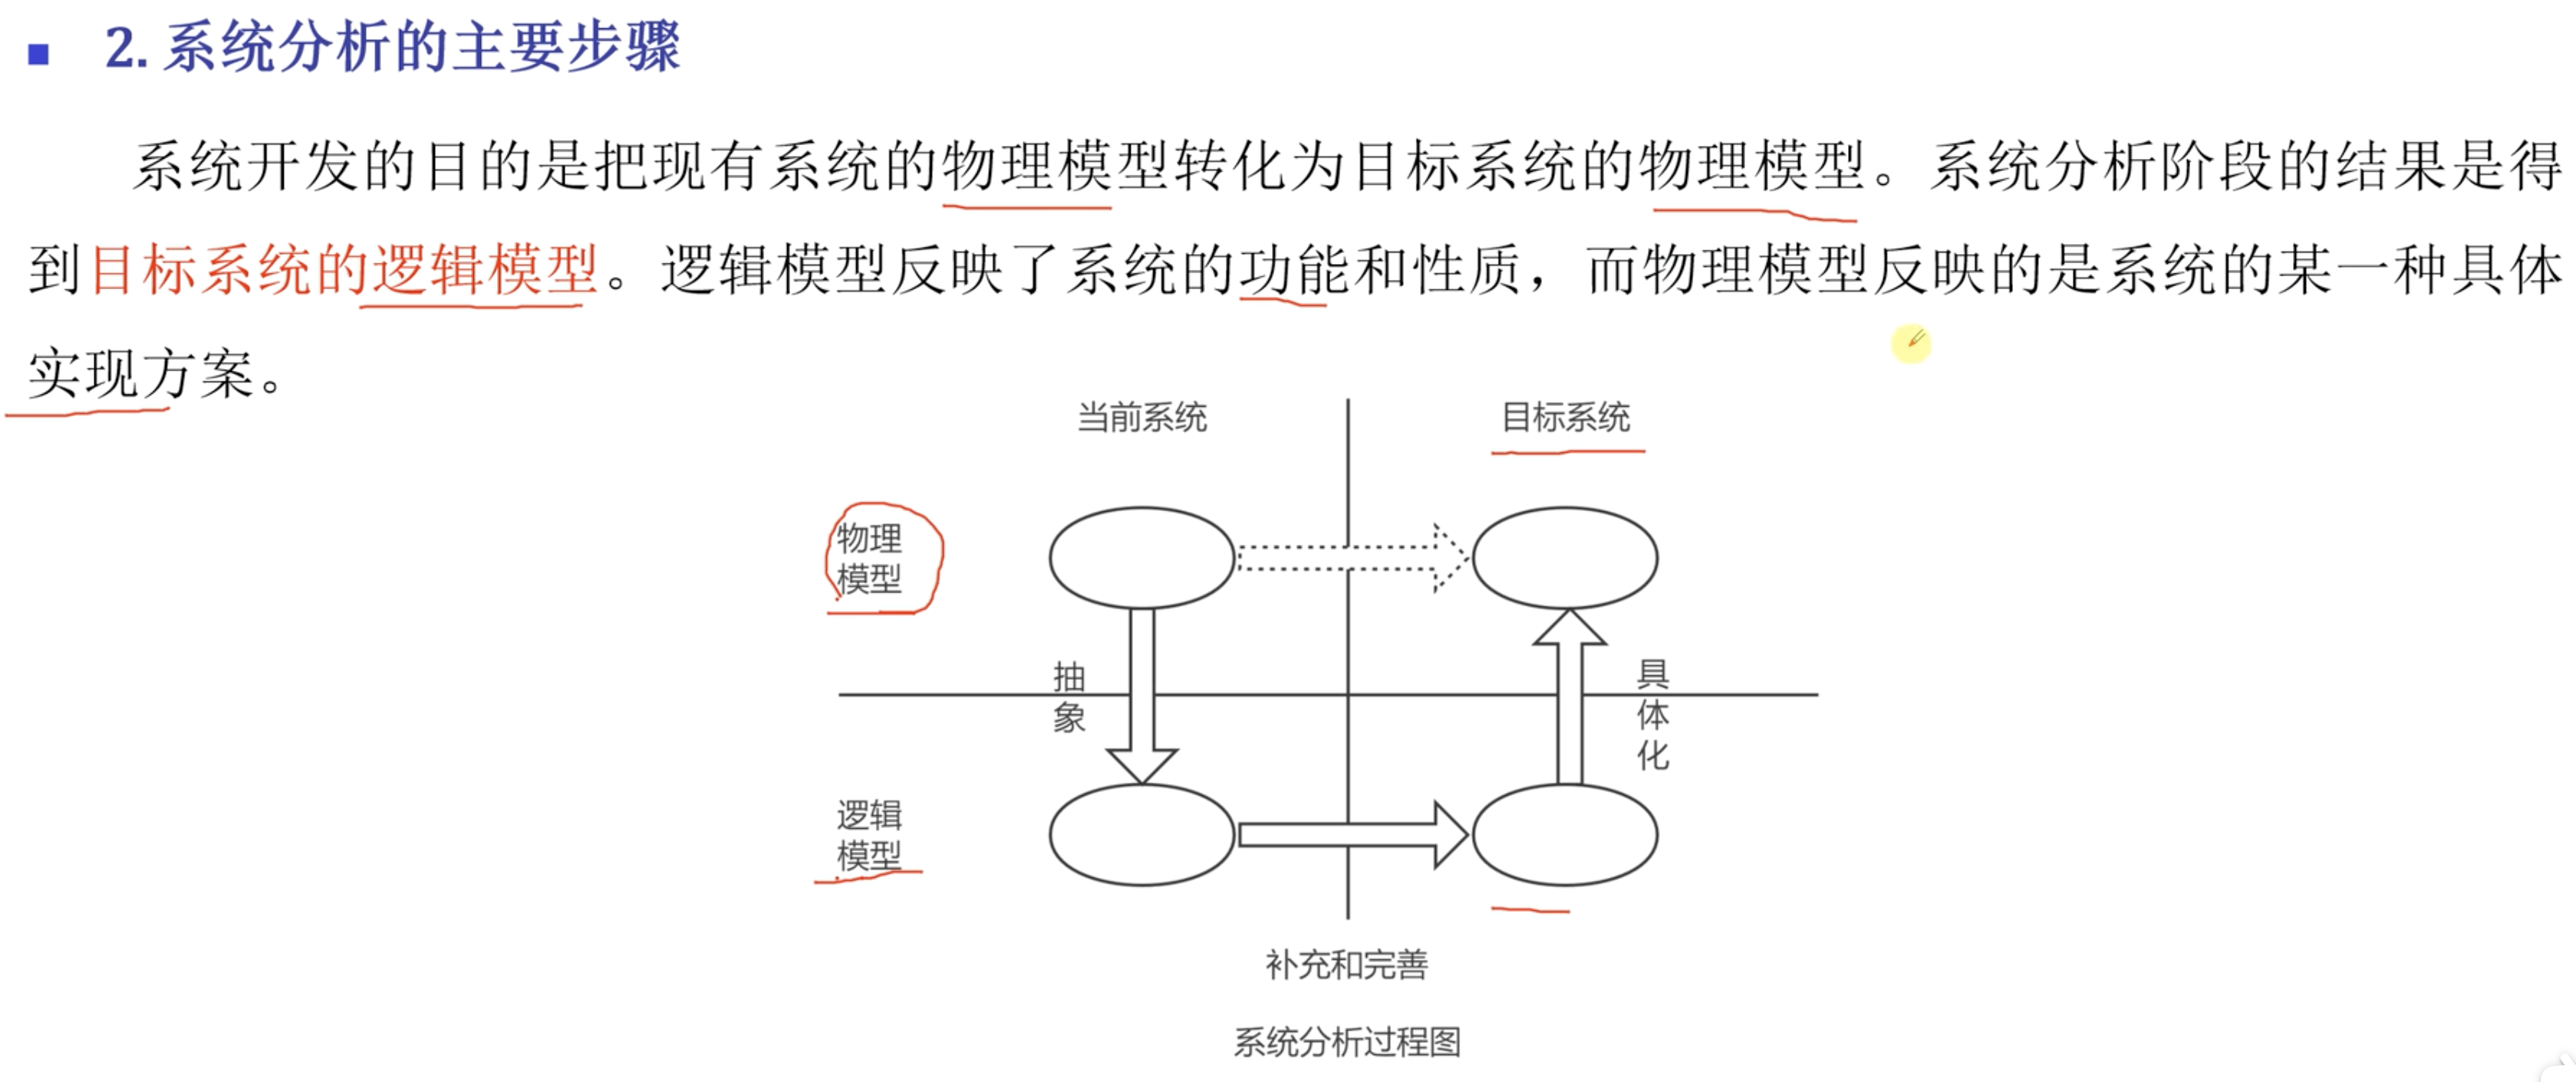 2. 系统分析的主要步骤
系统开发的目的是把现有系统的物理模型转化为目标系统的物理模型。系统分析阶段的结果是得
到目标系统的逻辑模型。逻辑模型反映了系统的功能和性质，而物理模型反映的是系统的某一种具体
实现方案。
当前系统
目标系统
物理
模型
抽
象
具
体
化
逻辑
模型
补充和完善
系统分析过程图